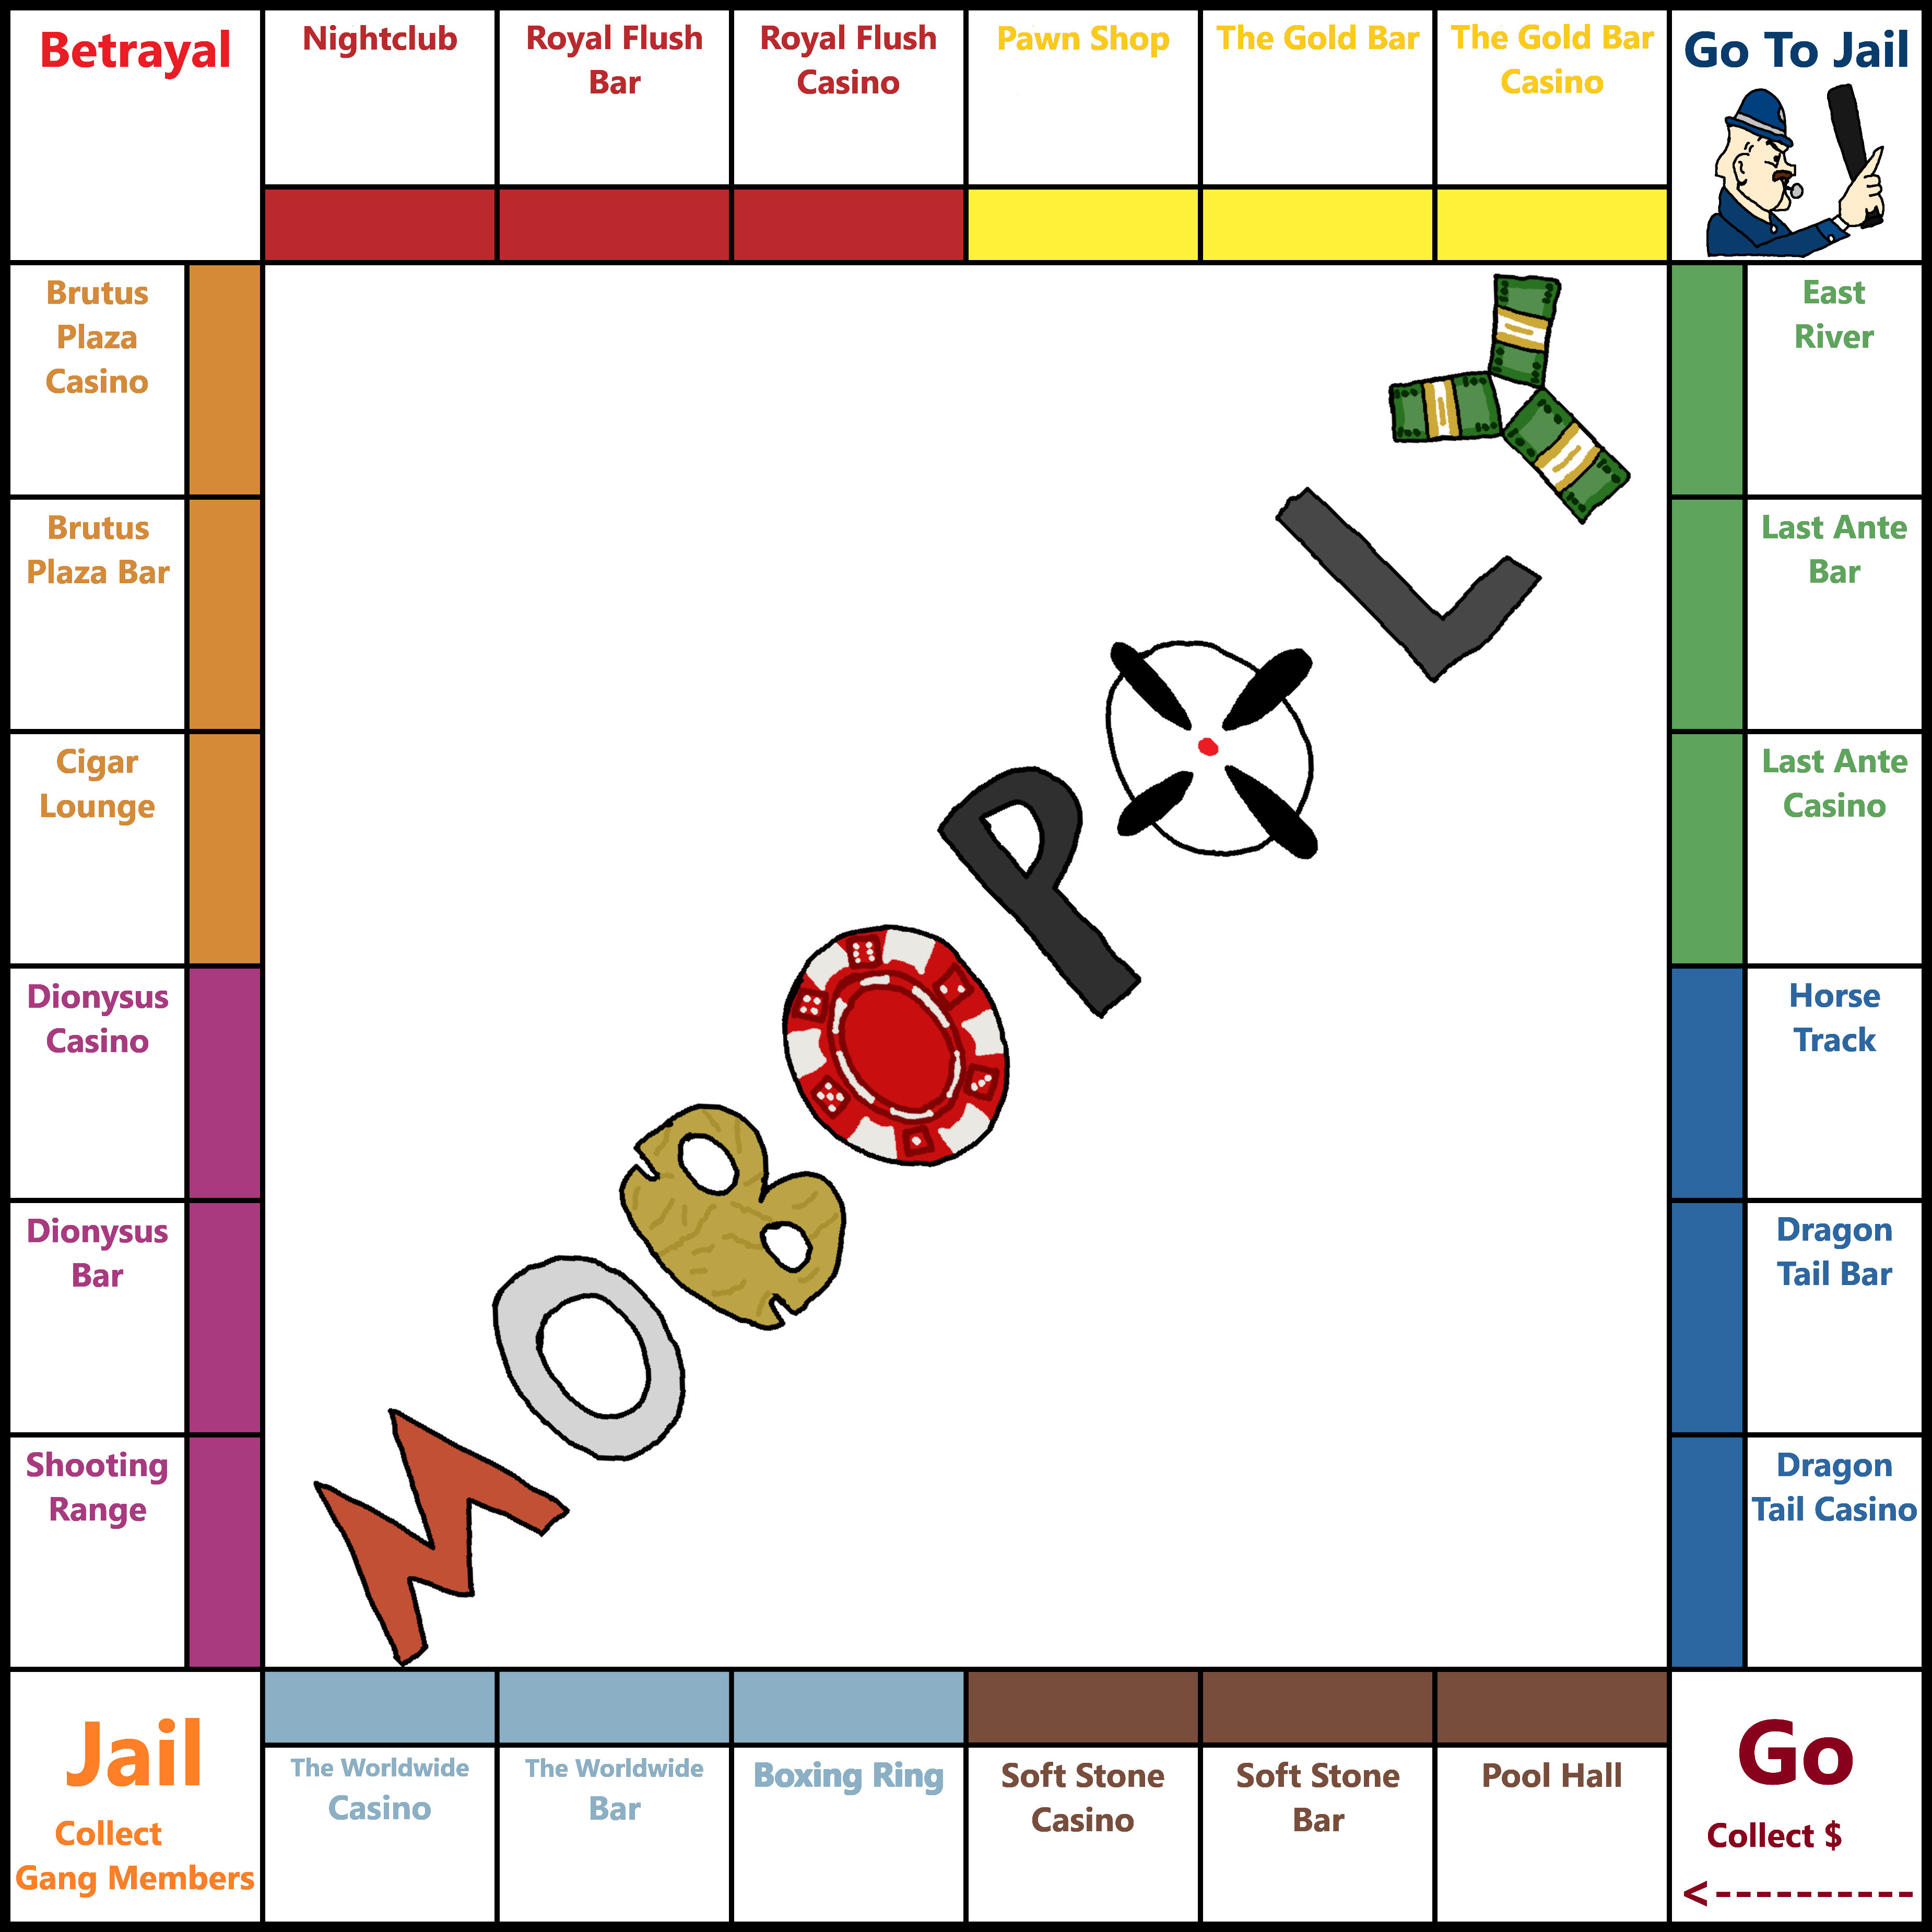 Betrayal
Nightclub
Royal Flush
Bar
Royal Flush
Casino
Pawn Shop
The Gold Bar
The Gold Bar
Casino
Go To Jail
Brutus
Plaza
Casino
East
River
Brutus
Plaza Bar
Last Ante
Bar
Cigar
Lounge
Last Ante
Casino
Dionysus
Casino
Horse
Track
Dionysus
Bar
Dragon
Tail Bar
Shooting
Range
Dragon
Tail Casino
MOBOPOLY
Jail
Collect
Gang Members
The Worldwide
Casino
The Worldwide
Bar
Boxing Ring
Soft Stone
Casino
Soft Stone
Bar
Pool Hall
Go
Collect $
<-----------